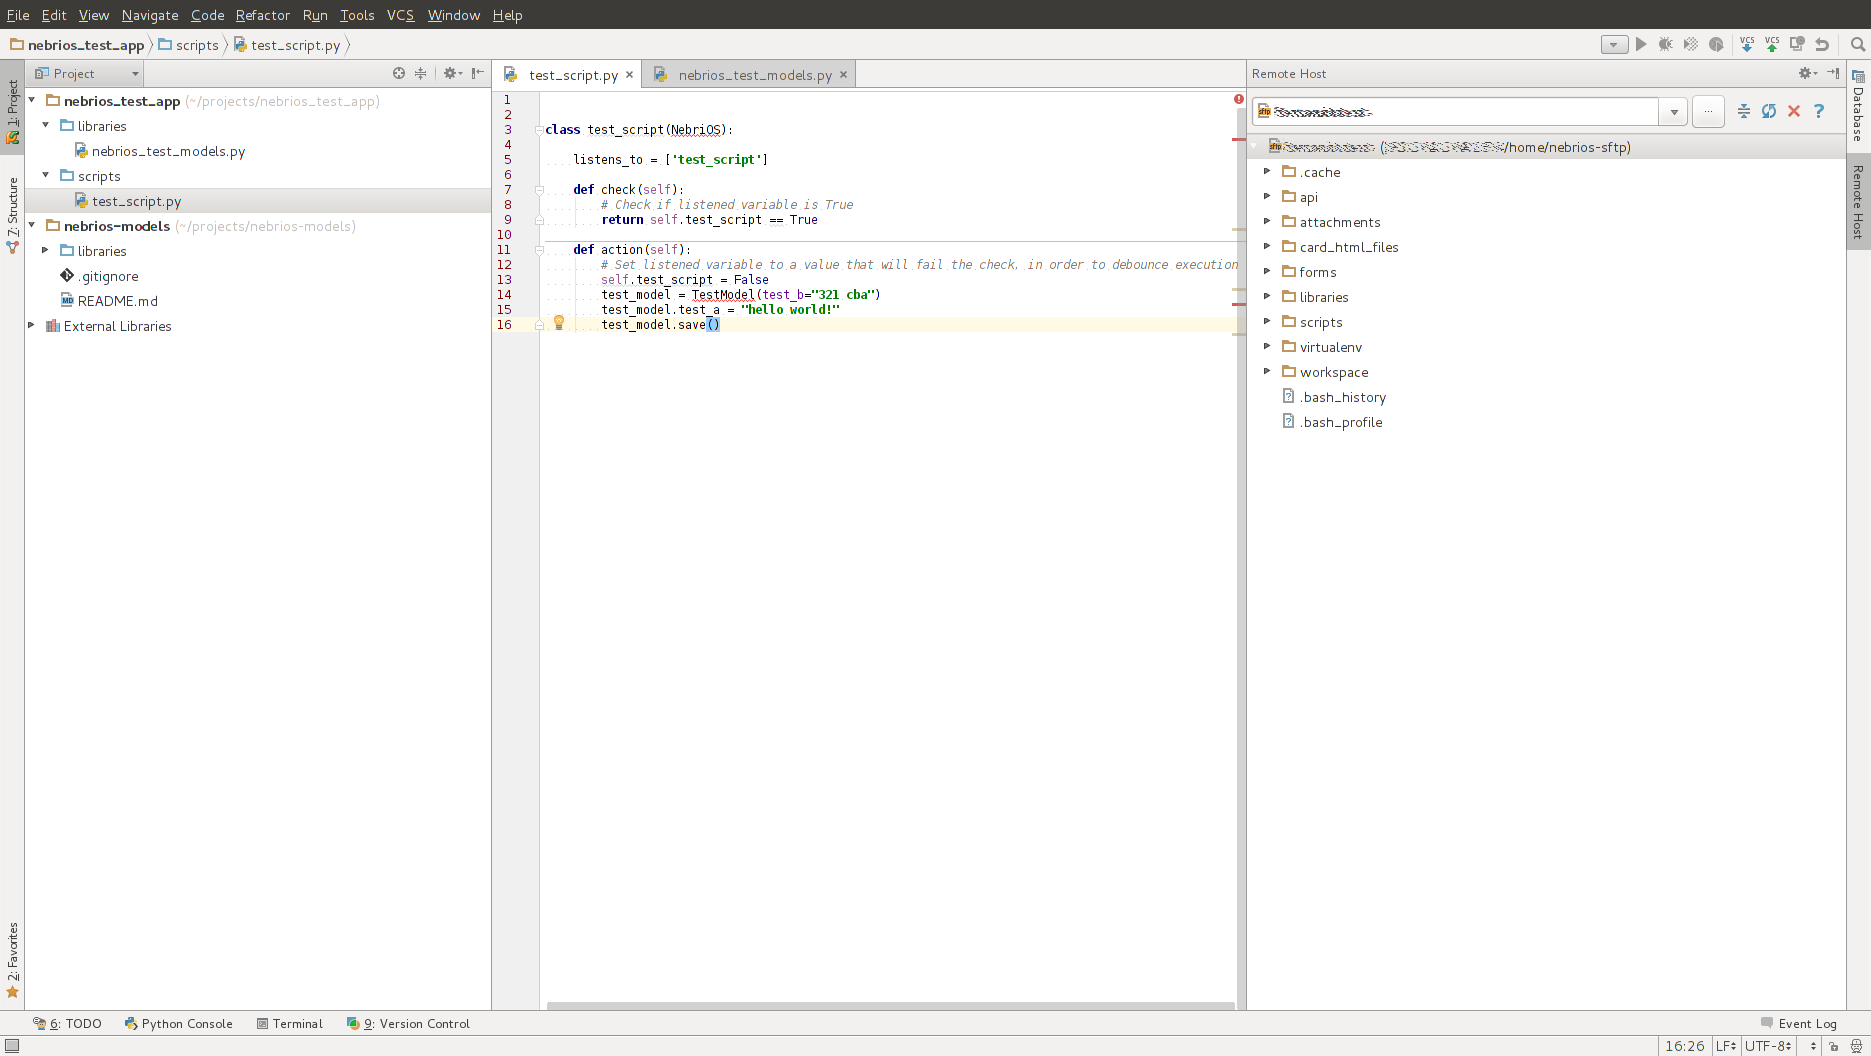 File Edit View Navigate Code Refactor Run Tools VCS Window Help
nebrios_test_app scripts test_script.py
VCS VCS
Project
test_script.py
nebrios_test_models.py
Remote Host
1: Project
7: Structure
2: Favorites
nebrios_test_app (~/projects/nebrios_test_app)
libraries
nebrios_test_models.py
scripts
test_script.py
nebrios-models (~/projects/nebrios-models)
libraries
.gitignore
README.md
External Libraries
1
2
3 class test_script(NebriOS):
4
5 listens_to = ['test_script']
6
7 def check(self):
8 # Check if listened variable is True
9 return self.test_script == True
10
11 def action(self):
12 # Set listened variable to a value that will fail the check, in order to debounce execution
13 self.test_script = False
14 test_model = TestModel(test_b="321 cba")
15 test_model.test_a = "hello world!"
16 test_model.save()
/home/nebrios-sftp)
.cache
api
attachments
card_html_files
forms
libraries
scripts
virtualenv
workspace
.bash_history
.bash_profile
Database
Remote Host
6: TODO Python Console Terminal 9: Version Control Event Log
16:26 LF UTF-8